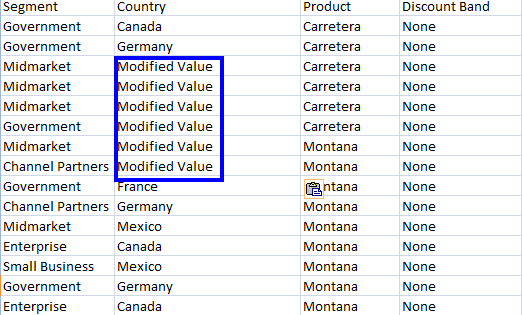 Segment Country Product Discount Band
Government Canada Carretera None
Government Germany Carretera None
Midmarket Modified Value Carretera None
Midmarket Modified Value Carretera None
Midmarket Modified Value Carretera None
Government Modified Value Carretera None
Midmarket Modified Value Montana None
Channel Partners Modified Value Montana None
Government France ntana None
Channel Partners Germany Montana None
Midmarket Mexico Montana None
Enterprise Canada Montana None
Small Business Mexico Montana None
Government Germany Montana None
Enterprise Canada Montana None